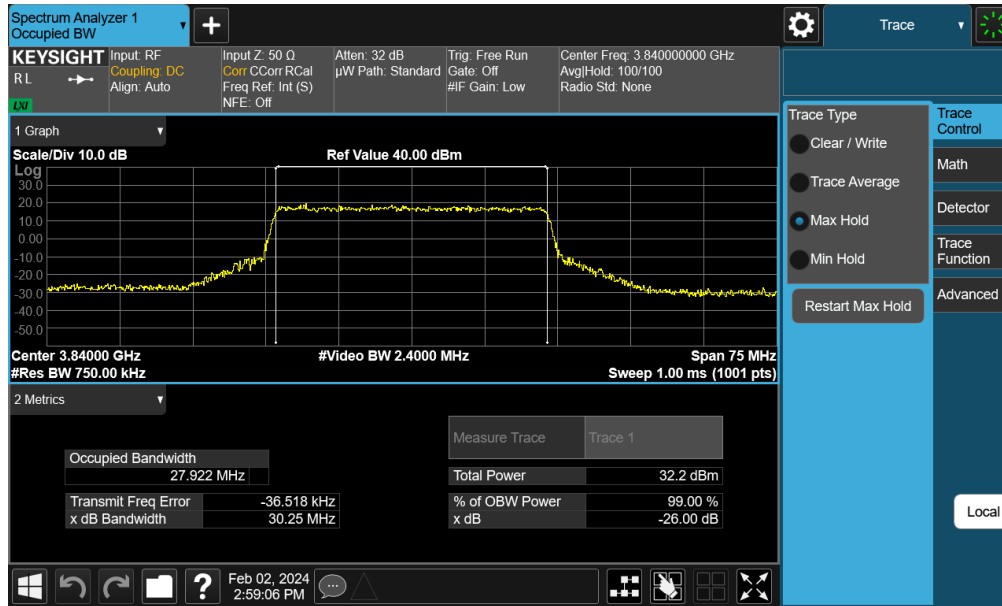 Spectrum Analyzer 1
Occupied BW
Trace
KEYSIGHT
R L
LXI
Input: RF
Coupling: DC
Align: Auto
Input Z: 50 Ω
Corr CCorr RCal
Freq Ref: Int (S)
NFE: Off
Atten: 32 dB
µW Path: Standard
Trig: Free Run
Gate: Off
#IF Gain: Low
Center Freq: 3.840000000 GHz
Avg|Hold: 100/100
Radio Std: None
1 Graph
Scale/Div 10.0 dB
Ref Value 40.00 dBm
Log
30.0
20.0
10.0
0.00
-10.0
-20.0
-30.0
-40.0
-50.0
Center 3.84000 GHz
#Video BW 2.4000 MHz
Span 75 MHz
#Res BW 750.00 kHz
Sweep 1.00 ms (1001 pts)
2 Metrics
Measure Trace
Trace 1
Occupied Bandwidth
27.922 MHz
Total Power
32.2 dBm
Transmit Freq Error
-36.518 kHz
% of OBW Power
99.00 %
x dB Bandwidth
30.25 MHz
x dB
-26.00 dB
Trace Type
Clear / Write
Trace Average
Max Hold
Min Hold
Restart Max Hold
Trace
Control
Math
Detector
Trace
Function
Advanced
Local
?
Feb 02, 2024
2:59:06 PM